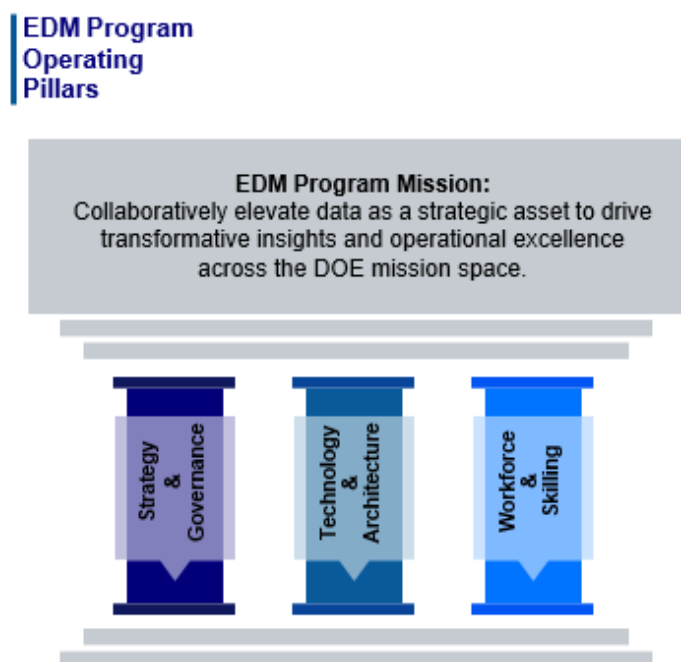 EDM Program
Operating
Pillars
EDM Program Mission:
Collaboratively elevate data as a strategic asset to drive
transformative insights and operational excellence
across the DOE mission space.
Strategy
&
Governance
Technology
&
Architecture
Workforce
&
Skilling